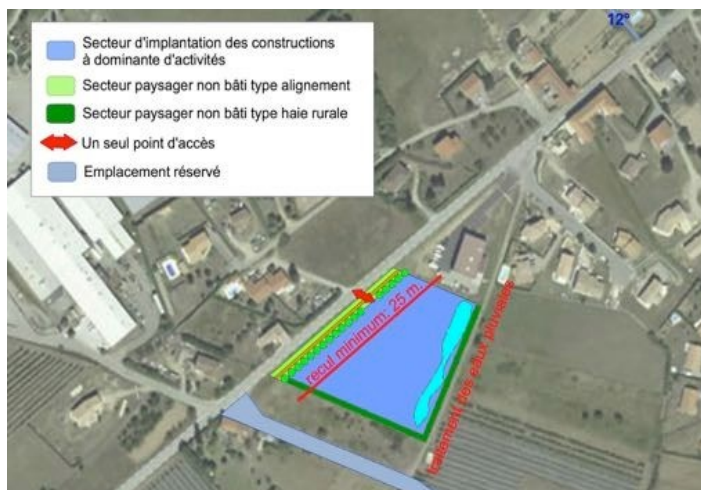 12°
Secteur d'implantation des constructions
à dominante d'activités
Secteur paysager non bâti type alignement
Secteur paysager non bâti type haie rurale
Un seul point d'accès
Emplacement réservé
recul minimum: 25 m.
traitement des eaux pluviales